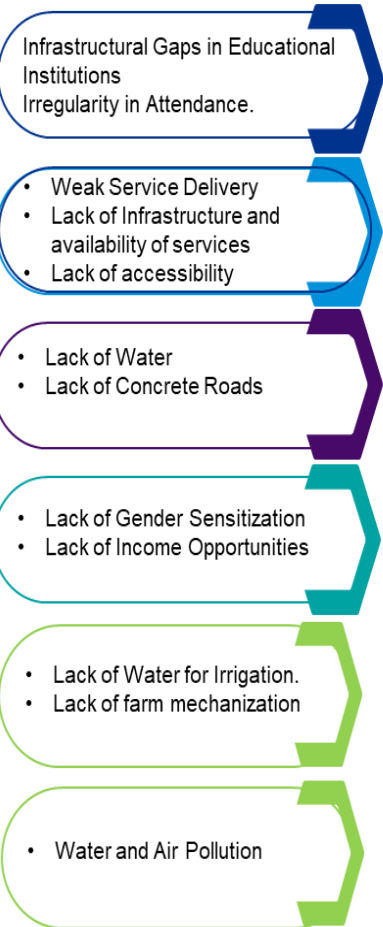 Infrastructural Gaps in Educational
Institutions
Irregularity in Attendance.
• Weak Service Delivery
• Lack of Infrastructure and
availability of services
• Lack of accessibility
• Lack of Water
• Lack of Concrete Roads
• Lack of Gender Sensitization
• Lack of Income Opportunities
• Lack of Water for Irrigation.
• Lack of farm mechanization
• Water and Air Pollution